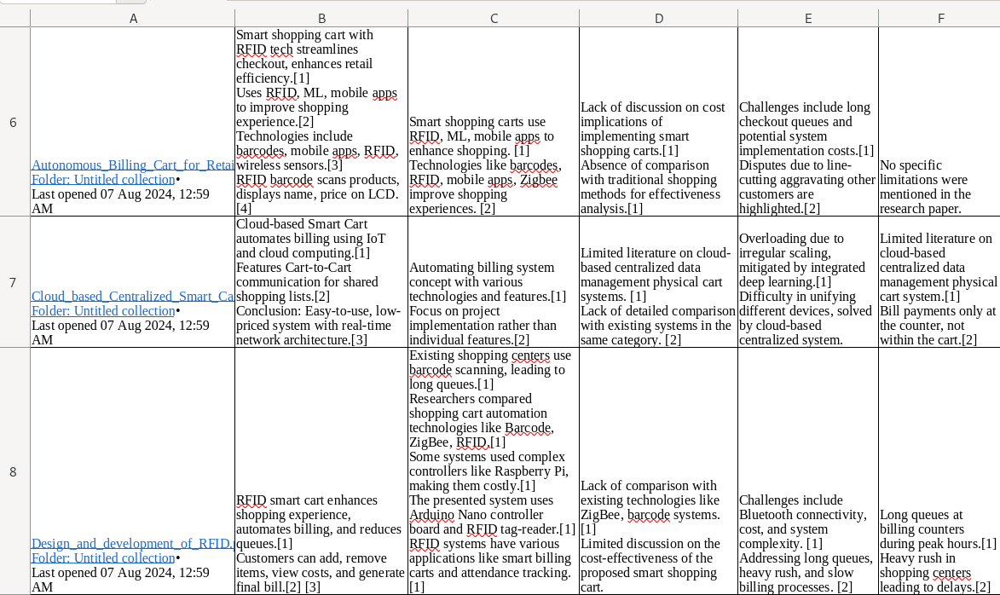 A B C D E F
6
Autonomous_Billing_Cart_for_Retai
Folder: Untitled collection•
Last opened 07 Aug 2024, 12:59
AM
Smart shopping cart with
RFID tech streamlines
checkout, enhances retail
efficiency.[1]
Uses RFID, ML, mobile apps
to improve shopping
experience.[2]
Technologies include
barcodes, mobile apps, RFID,
wireless sensors.[3]
RFID barcode scans products,
displays name, price on LCD.
[4]
Smart shopping carts use
RFID, ML, mobile apps to
enhance shopping. [1]
Technologies like barcodes,
RFID, mobile apps, Zigbee
improve shopping
experiences. [2]
Lack of discussion on cost
implications of
implementing smart
shopping carts.[1]
Absence of comparison
with traditional shopping
methods for effectiveness
analysis.[1]
Challenges include long
checkout queues and
potential system
implementation costs.[1]
Disputes due to line-
cutting aggravating other
customers are
highlighted.[2]
No specific
limitations were
mentioned in the
research paper.
7
Cloud_based_Centralized_Smart_Ca
Folder: Untitled collection•
Last opened 07 Aug 2024, 12:59
AM
Cloud-based Smart Cart
automates billing using IoT
and cloud computing.[1]
Features Cart-to-Cart
communication for shared
shopping lists.[2]
Conclusion: Easy-to-use, low-
priced system with real-time
network architecture.[3]
Automating billing system
concept with various
technologies and features.[1]
Focus on project
implementation rather than
individual features.[2]
Limited literature on cloud-
based centralized data
management physical cart
systems. [1]
Lack of detailed comparison
with existing systems in the
same category. [2]
Overloading due to
irregular scaling,
mitigated by integrated
deep learning.[1]
Difficulty in unifying
different devices, solved
by cloud-based
centralized system.
Limited literature on
cloud-based
centralized data
management physical
cart system.[1]
Bill payments only at
the counter, not
within the cart.[2]
8
Design_and_development_of_RFID.p
Folder: Untitled collection•
Last opened 07 Aug 2024, 12:59
AM
RFID smart cart enhances
shopping experience,
automates billing, and reduces
queues.[1]
Customers can add, remove
items, view costs, and generate
final bill.[2] [3]
Existing shopping centers use
barcode scanning, leading to
long queues.[1]
Researchers compared
shopping cart automation
technologies like Barcode,
ZigBee, RFID,[1]
Some systems used complex
controllers like Raspberry Pi,
making them costly.[1]
The presented system uses
Arduino Nano controller
board and RFID tag-reader.[1]
RFID systems have various
applications like smart billing
carts and attendance tracking.
[1]
Lack of comparison with
existing technologies like
ZigBee, barcode systems.
[1]
Limited discussion on the
cost-effectiveness of the
proposed smart shopping
cart.
Challenges include
Bluetooth connectivity,
cost, and system
complexity. [1]
Addressing long queues,
heavy rush, and slow
billing processes. [2]
Long queues at
billing counters
during peak hours.[1]
Heavy rush in
shopping centers
leading to delays.[2]